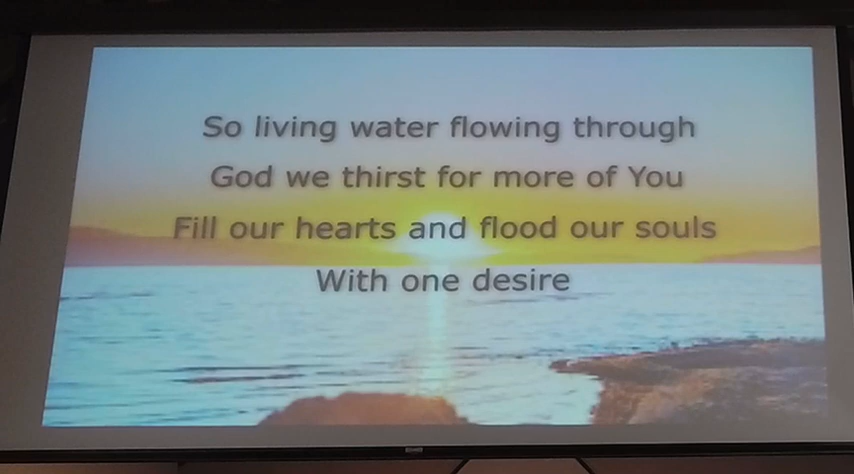 So living water flowing through
God we thirst for more of You
Fill our hearts and flood our souls
With one desire